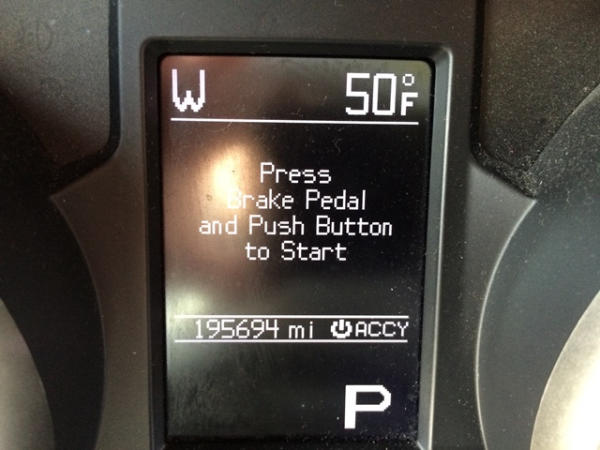 W 50°F
Press
Brake Pedal
and Push Button
to Start
195694 mi ACCY
P